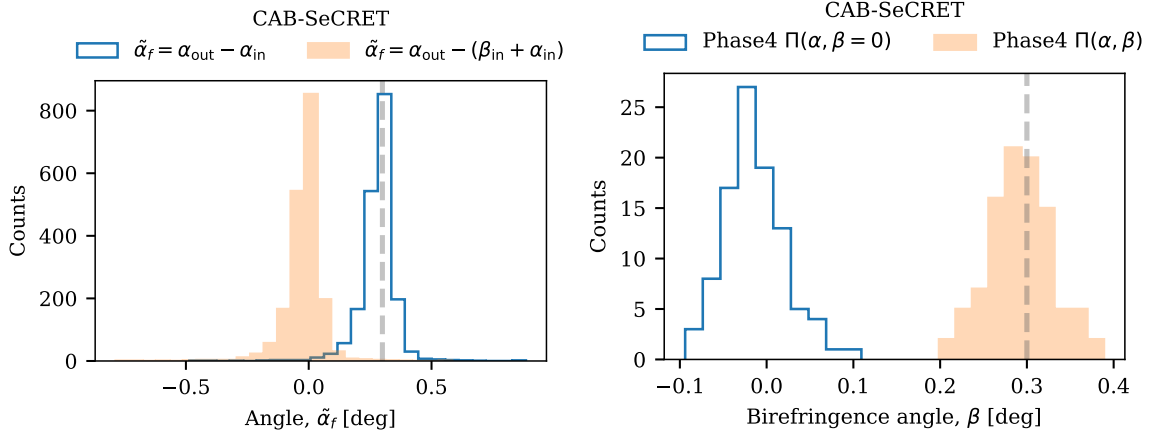 CAB-SeCRET
α̃_f = α_out − α_in
α̃_f = α_out − (β_in + α_in)
Counts
800
600
400
200
0
−0.5
0.0
0.5
Angle, α̃_f [deg]
CAB-SeCRET
Phase4 Π(α, β = 0)
Phase4 Π(α, β)
Counts
25
20
15
10
5
0
−0.1
0.0
0.1
0.2
0.3
0.4
Birefringence angle, β [deg]